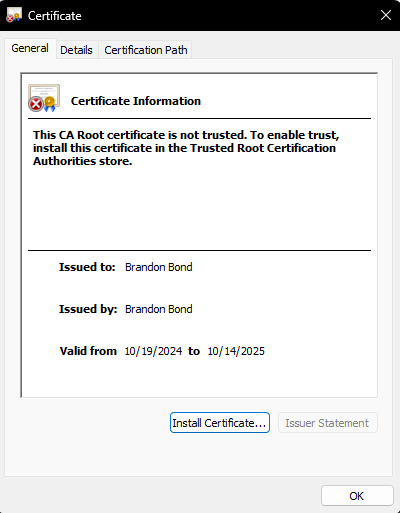 Certificate
General Details Certification Path
Certificate Information
This CA Root certificate is not trusted. To enable trust,
install this certificate in the Trusted Root Certification
Authorities store.
Issued to: Brandon Bond
Issued by: Brandon Bond
Valid from 10/19/2024 to 10/14/2025
Install Certificate... Issuer Statement
OK